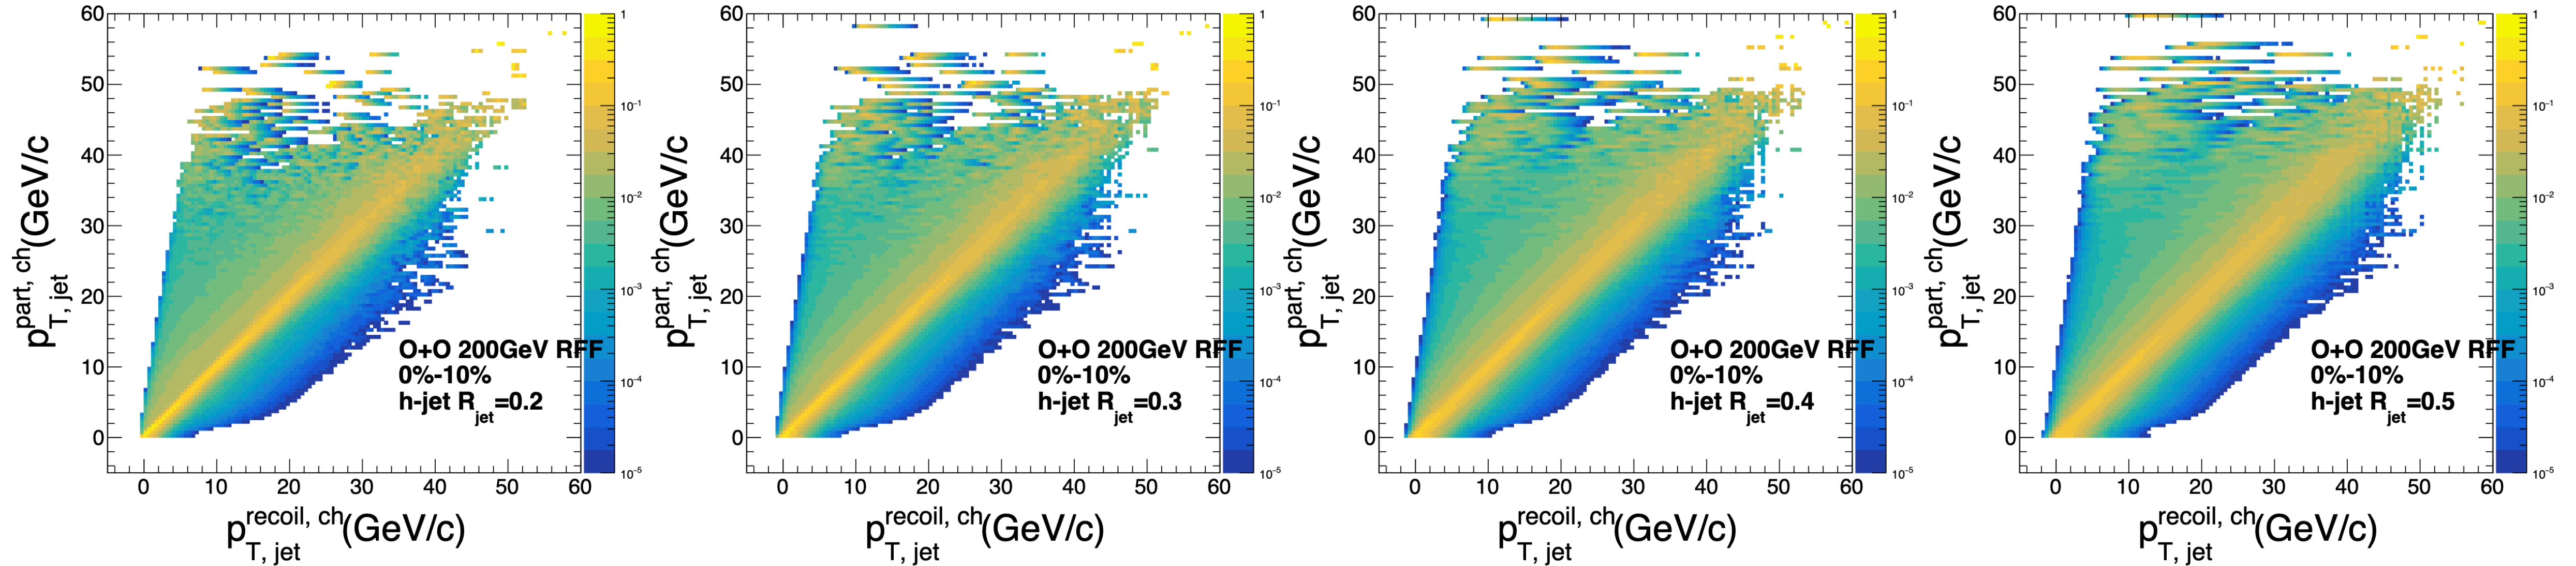 60
50
40
30
20
10
0
p_{T, jet}^{part, ch}(GeV/c)
O+O 200GeV RFF
0%-10%
h-jet R_{jet}=0.2
0 10 20 30 40 50 60
p_{T, jet}^{recoil, ch}(GeV/c)
1
10^{-1}
10^{-2}
10^{-3}
10^{-4}
10^{-5}
60
50
40
30
20
10
0
p_{T, jet}^{part, ch}(GeV/c)
O+O 200GeV RFF
0%-10%
h-jet R_{jet}=0.3
0 10 20 30 40 50 60
p_{T, jet}^{recoil, ch}(GeV/c)
1
10^{-1}
10^{-2}
10^{-3}
10^{-4}
10^{-5}
60
50
40
30
20
10
0
p_{T, jet}^{part, ch}(GeV/c)
O+O 200GeV RFF
0%-10%
h-jet R_{jet}=0.4
0 10 20 30 40 50 60
p_{T, jet}^{recoil, ch}(GeV/c)
1
10^{-1}
10^{-2}
10^{-3}
10^{-4}
10^{-5}
60
50
40
30
20
10
0
p_{T, jet}^{part, ch}(GeV/c)
O+O 200GeV RFF
0%-10%
h-jet R_{jet}=0.5
0 10 20 30 40 50 60
p_{T, jet}^{recoil, ch}(GeV/c)
1
10^{-1}
10^{-2}
10^{-3}
10^{-4}
10^{-5}